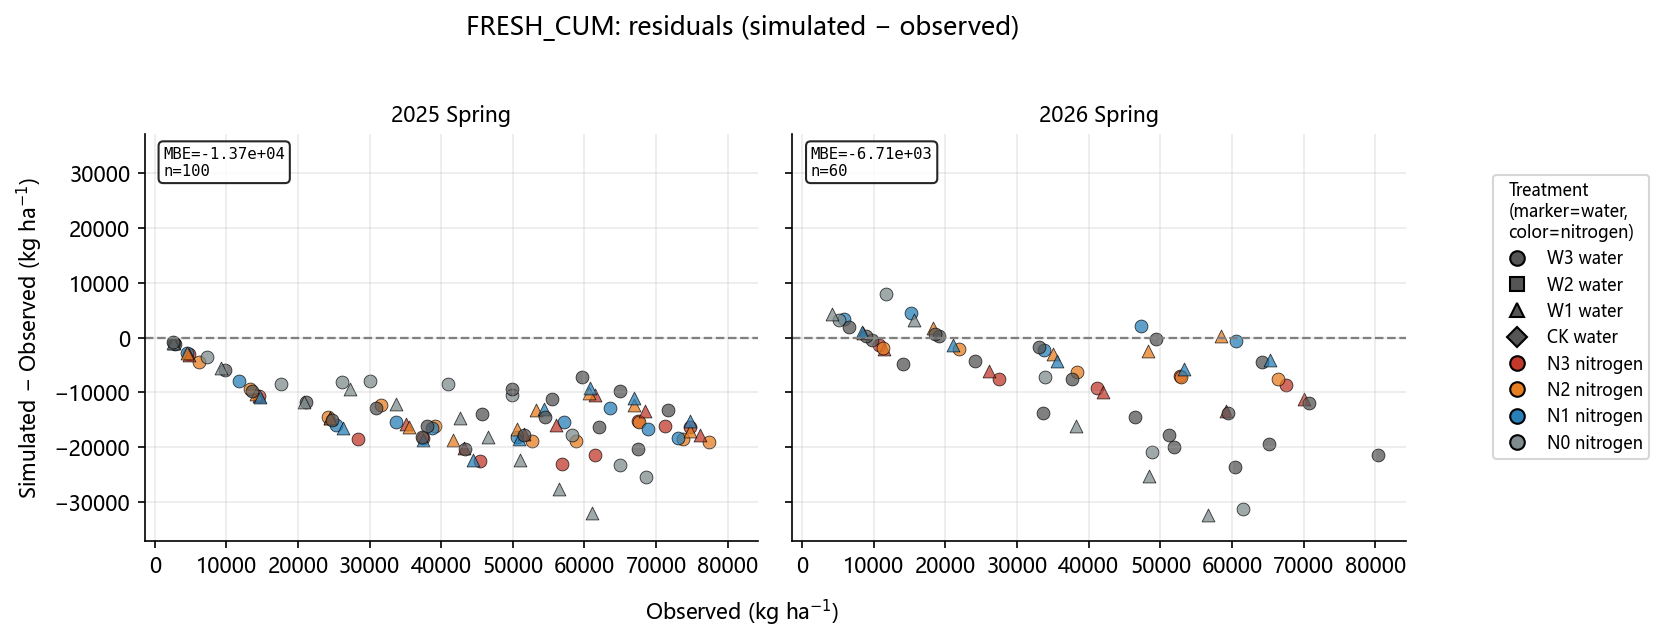 FRESH_CUM: residuals (simulated − observed)
2025 Spring
2026 Spring
MBE=-1.37e+04
n=100
MBE=-6.71e+03
n=60
Simulated − Observed (kg ha⁻¹)
30000
20000
10000
0
−10000
−20000
−30000
0 10000 20000 30000 40000 50000 60000 70000 80000
0 10000 20000 30000 40000 50000 60000 70000 80000
Observed (kg ha⁻¹)
Treatment
(marker=water,
color=nitrogen)
W3 water
W2 water
W1 water
CK water
N3 nitrogen
N2 nitrogen
N1 nitrogen
N0 nitrogen